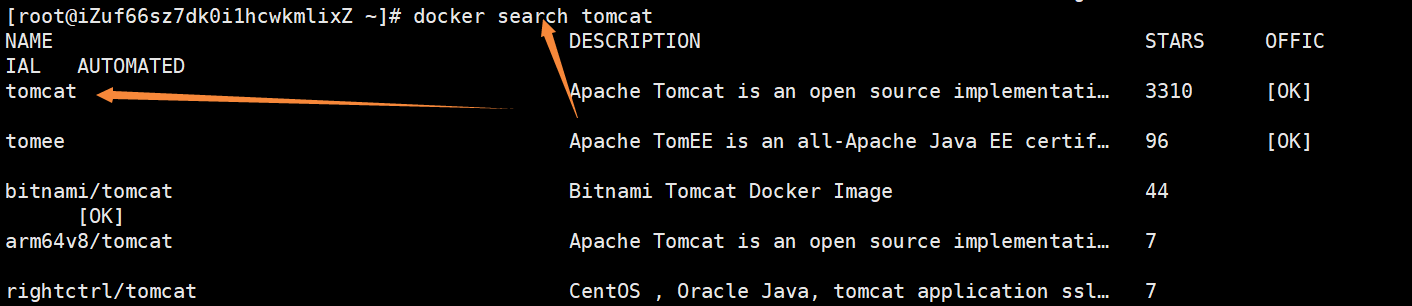 [root@iZuf66sz7dk0i1hcwkmlixZ ~]# docker search tomcat
NAME DESCRIPTION STARS OFFIC
IAL AUTOMATED
tomcat Apache Tomcat is an open source implementati… 3310 [OK]
tomee Apache TomEE is an all-Apache Java EE certif… 96 [OK]
bitnami/tomcat Bitnami Tomcat Docker Image 44
[OK]
arm64v8/tomcat Apache Tomcat is an open source implementati… 7
rightctrl/tomcat CentOS , Oracle Java, tomcat application ssl… 7